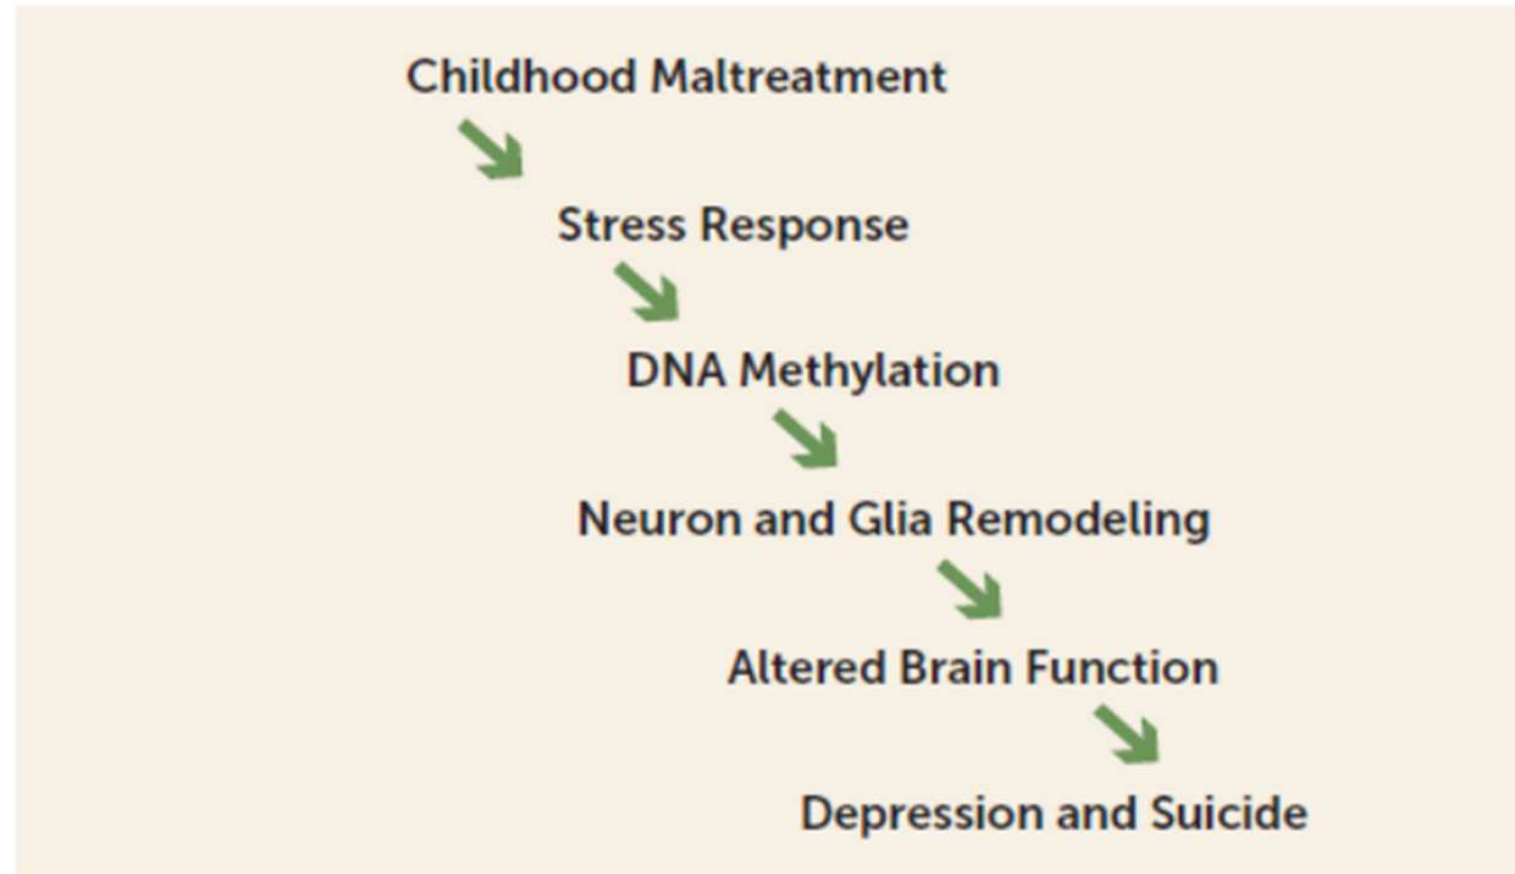 Childhood Maltreatment
Stress Response
DNA Methylation
Neuron and Glia Remodeling
Altered Brain Function
Depression and Suicide